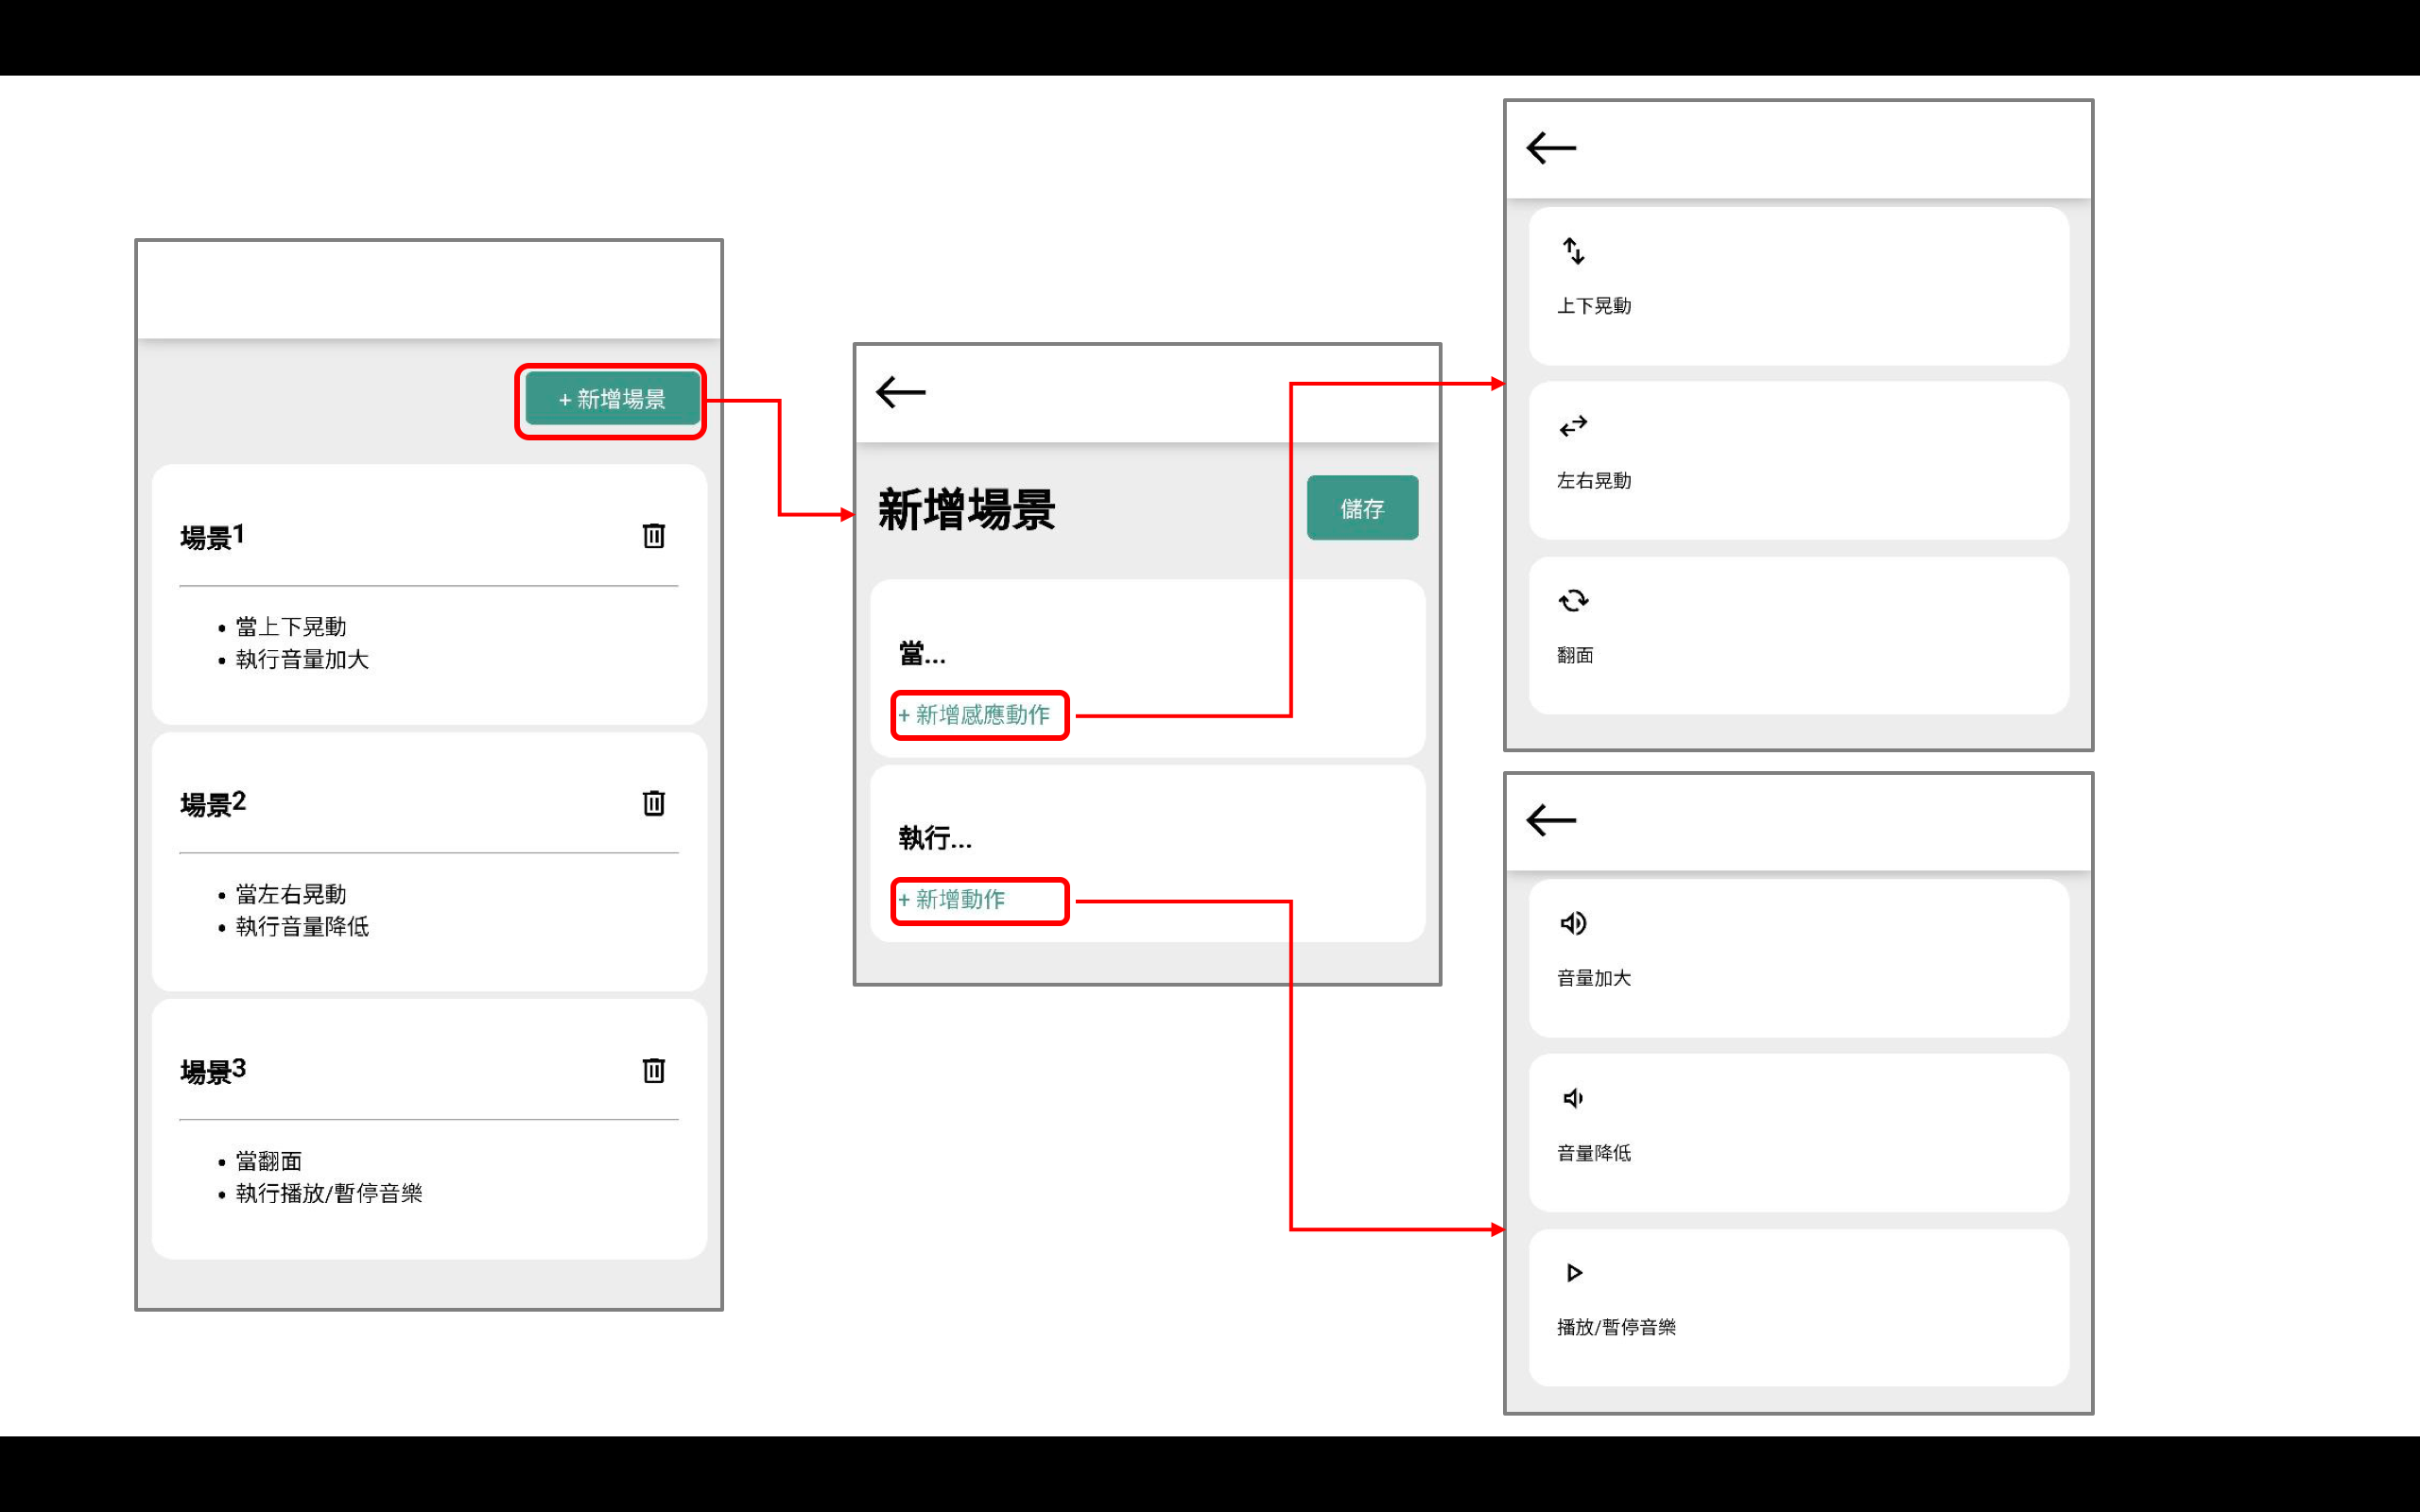 + 新增場景
場景1
當上下晃動
執行音量加大
場景2
當左右晃動
執行音量降低
場景3
當翻面
執行播放/暫停音樂
新增場景
儲存
當...
+ 新增感應動作
執行...
+ 新增動作
上下晃動
左右晃動
翻面
音量加大
音量降低
播放/暫停音樂